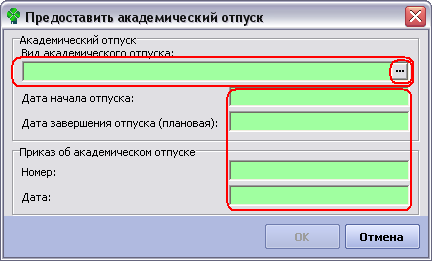 Предоставить академический отпуск
Академический отпуск
Вид академического отпуска:
...
Дата начала отпуска:
Дата завершения отпуска (плановая):
Приказ об академическом отпуске
Номер:
Дата:
OK Отмена